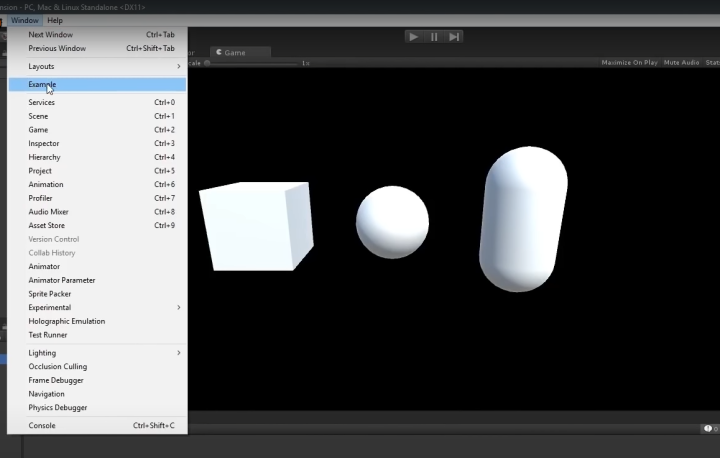 nsion - PC, Mac & Linux Standalone <DX11>
Window Help
Next Window Ctrl+Tab
Previous Window Ctrl+Shift+Tab
Layouts
Example
Services Ctrl+0
Scene Ctrl+1
Game Ctrl+2
Inspector Ctrl+3
Hierarchy Ctrl+4
Project Ctrl+5
Animation Ctrl+6
Profiler Ctrl+7
Audio Mixer Ctrl+8
Asset Store Ctrl+9
Version Control
Collab History
Animator
Animator Parameter
Sprite Packer
Experimental
Holographic Emulation
Test Runner
Lighting
Occlusion Culling
Frame Debugger
Navigation
Physics Debugger
Console Ctrl+Shift+C
or Game
cale 1x Maximize On Play Mute Audio Stats
0